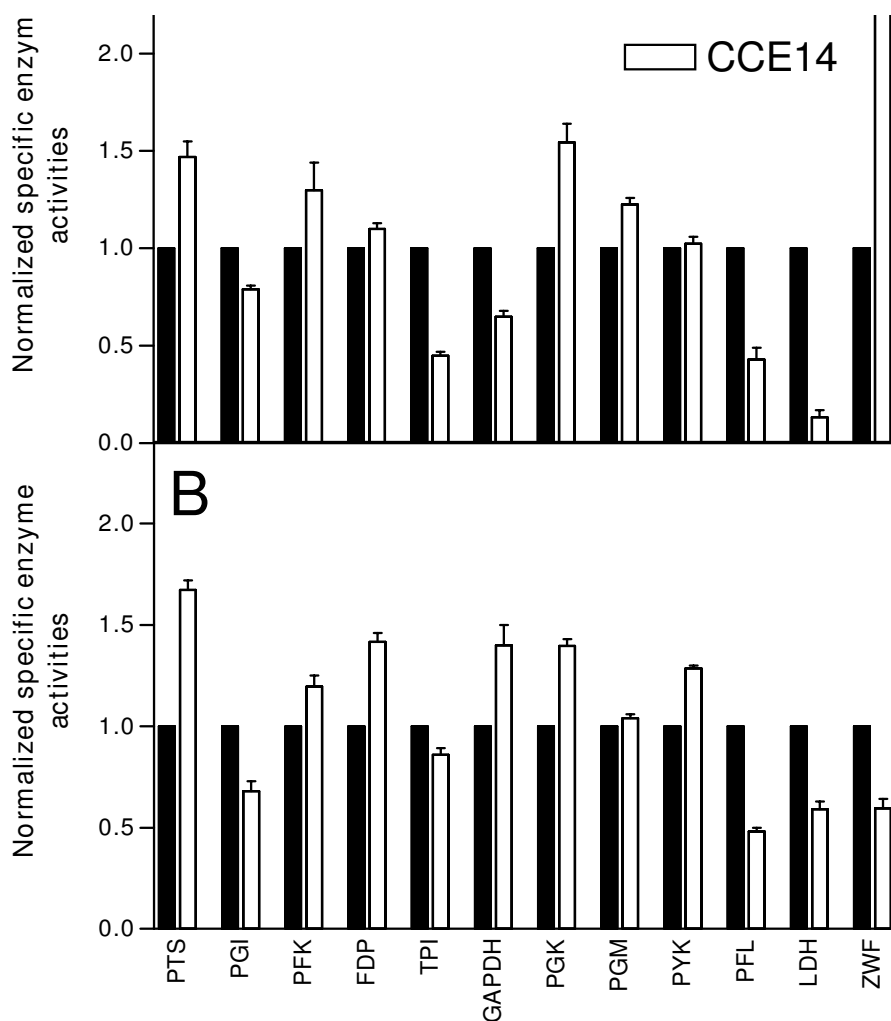 Normalized specific enzym
activities
2.0
1.5
1.0
0.5
0.0
CCE14
B
Normalized specific enzyme
activities
2.0
1.5
1.0
0.5
0.0
PTS
PGI
PFK
FDP
TPI
GAPDH
PGK
PGM
PYK
PFL
LDH
ZWF